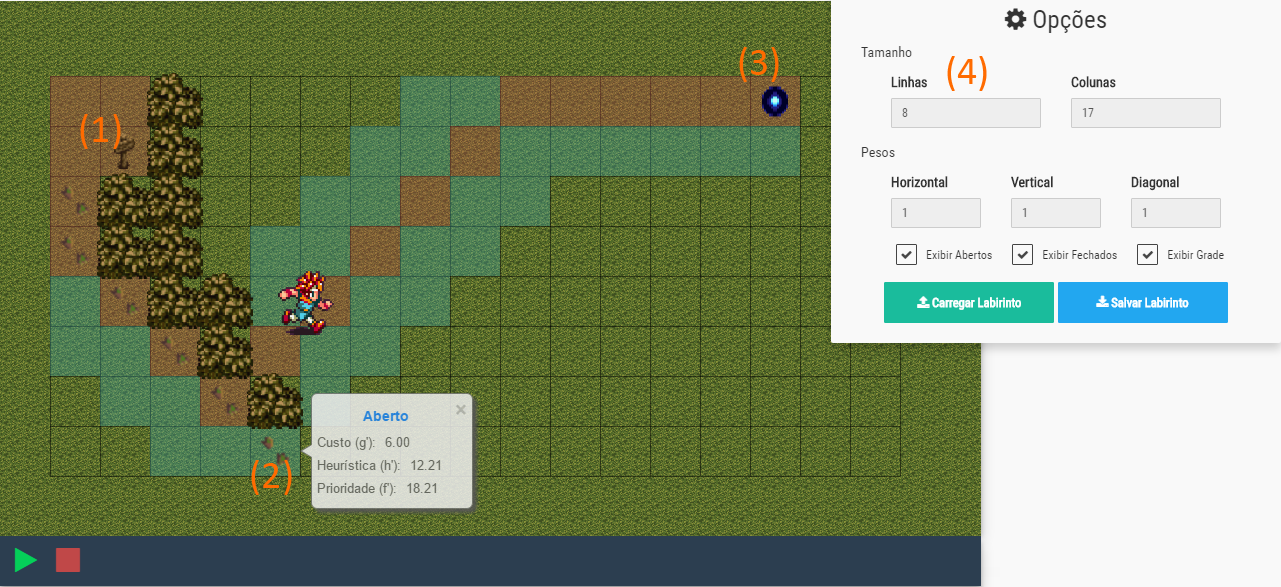 Opções
Tamanho
(3)
(4)
Linhas
Colunas
8
17
(1)
Pesos
Horizontal
Vertical
Diagonal
1
1
1
Exibir Abertos
Exibir Fechados
Exibir Grade
Carregar Labirinto
Salvar Labirinto
Aberto
×
Custo (g'): 6.00
Heurística (h'): 12.21
Prioridade (f'): 18.21
(2)